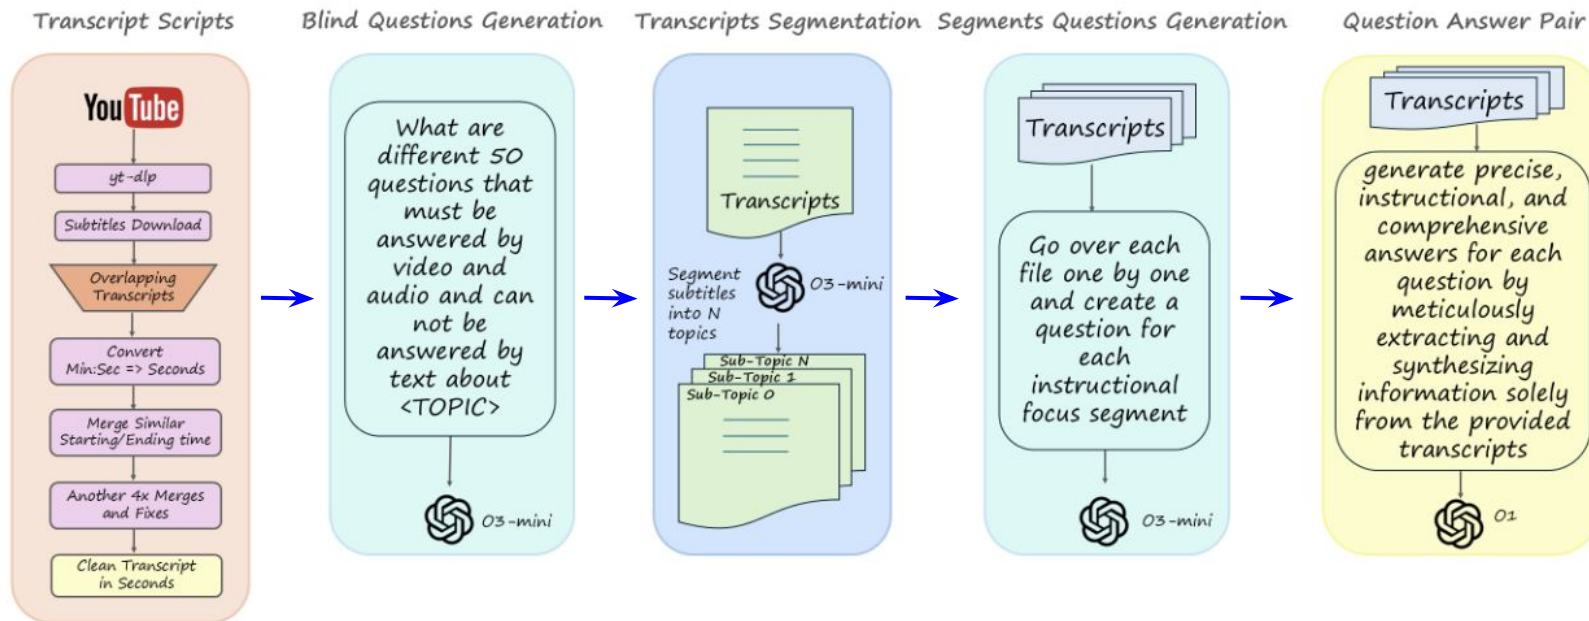 Transcript Scripts
YouTube
yt-dlp
Subtitles Download
Overlapping
Transcripts
Convert
Min:Sec => Seconds
Merge Similar
Starting/Ending time
Another 4x Merges
and Fixes
Clean Transcript
in Seconds
Blind Questions Generation
What are
different 50
questions that
must be
answered by
video and
audio and can
not be
answered by
text about
<TOPIC>
O3-mini
Transcripts Segmentation
Transcripts
Segment
subtitles
into N
topics
O3-mini
Sub-Topic N
Sub-Topic 1
Sub-Topic 0
Segments Questions Generation
Transcripts
Go over each
file one by one
and create a
question for
each
instructional
focus segment
O3-mini
Question Answer Pair
Transcripts
generate precise,
instructional, and
comprehensive
answers for each
question by
meticulously
extracting and
synthesizing
information solely
from the provided
transcripts
O1